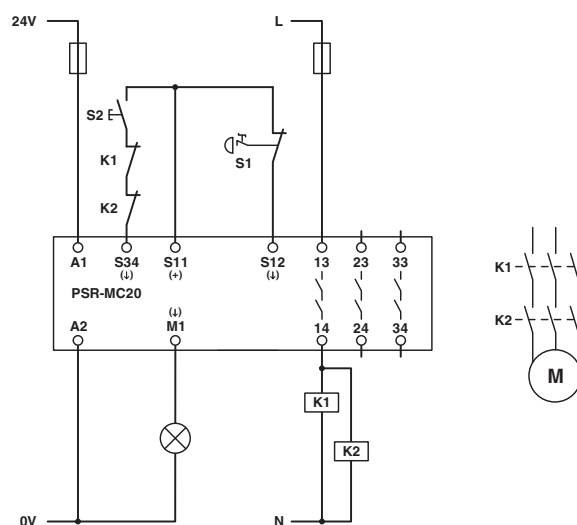 24V
L
S2
K1
S1
K2
A1
S34
S11
S12
13
23
33
(↓)
(+)
(↓)
PSR-MC20
(↓)
A2
M1
14
24
34
K1
K2
M
K1
K2
0V
N